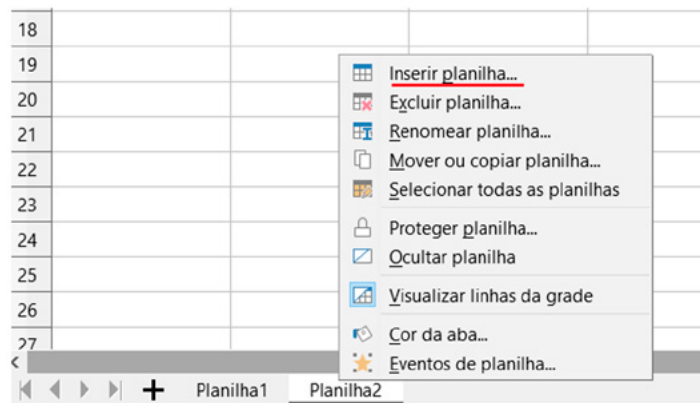 18
19
20
21
22
23
24
25
26
27
Inserir planilha...
Excluir planilha...
Renomear planilha...
Mover ou copiar planilha...
Selecionar todas as planilhas
Proteger planilha...
Ocultar planilha
Visualizar linhas da grade
Cor da aba...
Eventos de planilha...
Planilha1 Planilha2